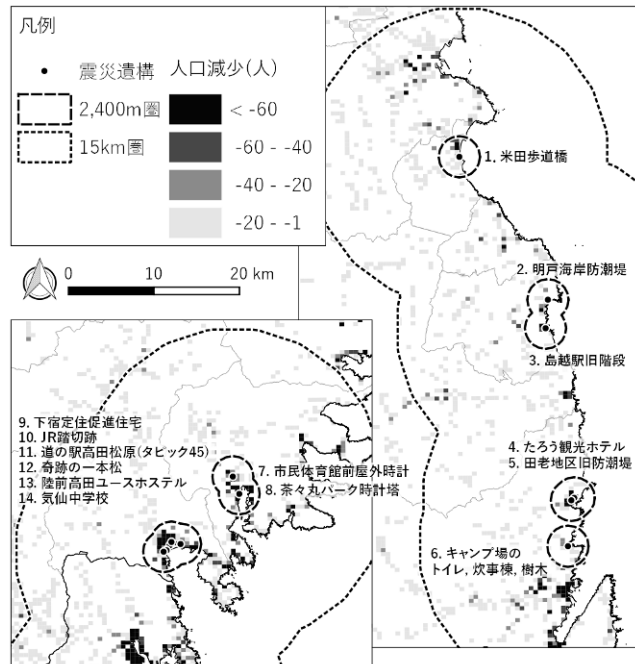 凡例
震災遺構
2,400m圏
15km圏
人口減少(人)
< -60
-60 - -40
-40 - -20
-20 - -1
0 10 20 km
1. 米田歩道橋
2. 明戸海岸防潮堤
3. 島越駅旧階段
4. たろう観光ホテル
5. 田老地区旧防潮堤
6. キャンプ場の
トイレ, 炊事棟, 樹木
7. 市民体育館前屋外時計
8. 茶々丸パーク時計塔
9. 下宿定住促進住宅
10. JR踏切跡
11. 道の駅高田松原(タピック45)
12. 奇跡の一本松
13. 陸前高田ユースホステル
14. 気仙中学校